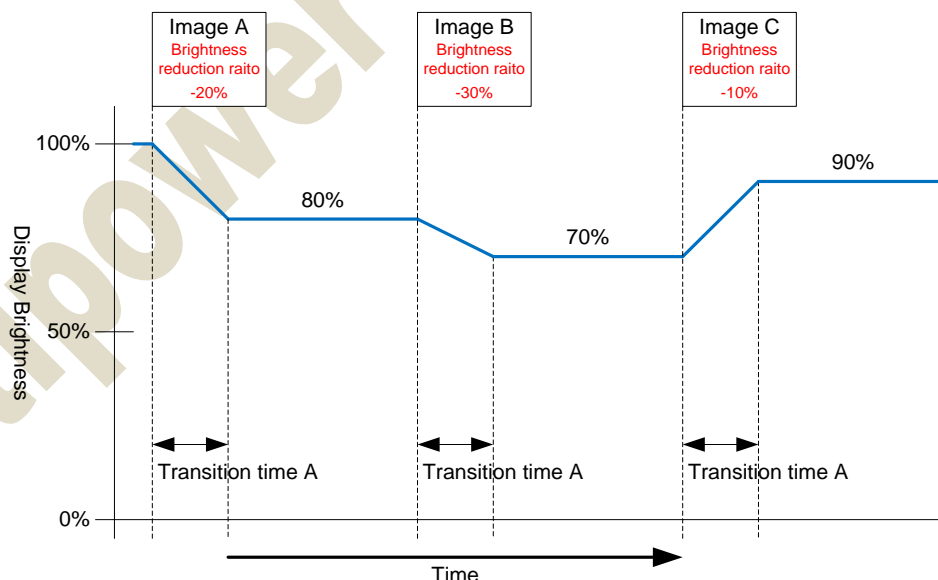 Image A
Brightness
reduction raito
-20%
Image B
Brightness
reduction raito
-30%
Image C
Brightness
reduction raito
-10%
100%
90%
80%
70%
Display Brightness
50%
Transition time A
Transition time A
Transition time A
0%
Time